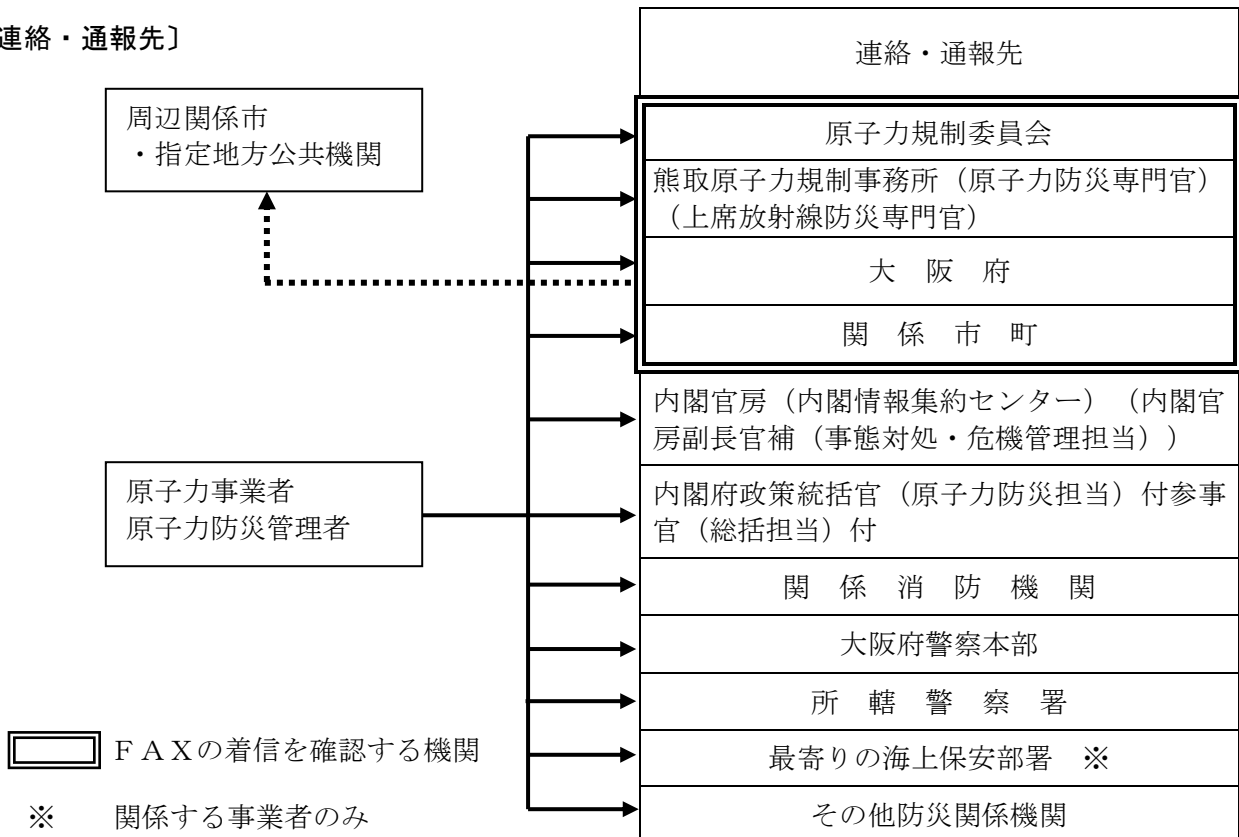 連絡・通報先〕
連絡・通報先
周辺関係市
・指定地方公共機関
原子力規制委員会
熊取原子力規制事務所（原子力防災専門官）
（上席放射線防災専門官）
大　阪　府
関　係　市　町
内閣官房（内閣情報集約センター）（内閣官
房副長官補（事態対処・危機管理担当））
原子力事業者
原子力防災管理者
内閣府政策統括官（原子力防災担当）付参事
官（総括担当）付
関　係　消　防　機　関
大阪府警察本部
所　轄　警　察　署
ＦＡＸの着信を確認する機関
最寄りの海上保安部署　※
※　関係する事業者のみ
その他防災関係機関